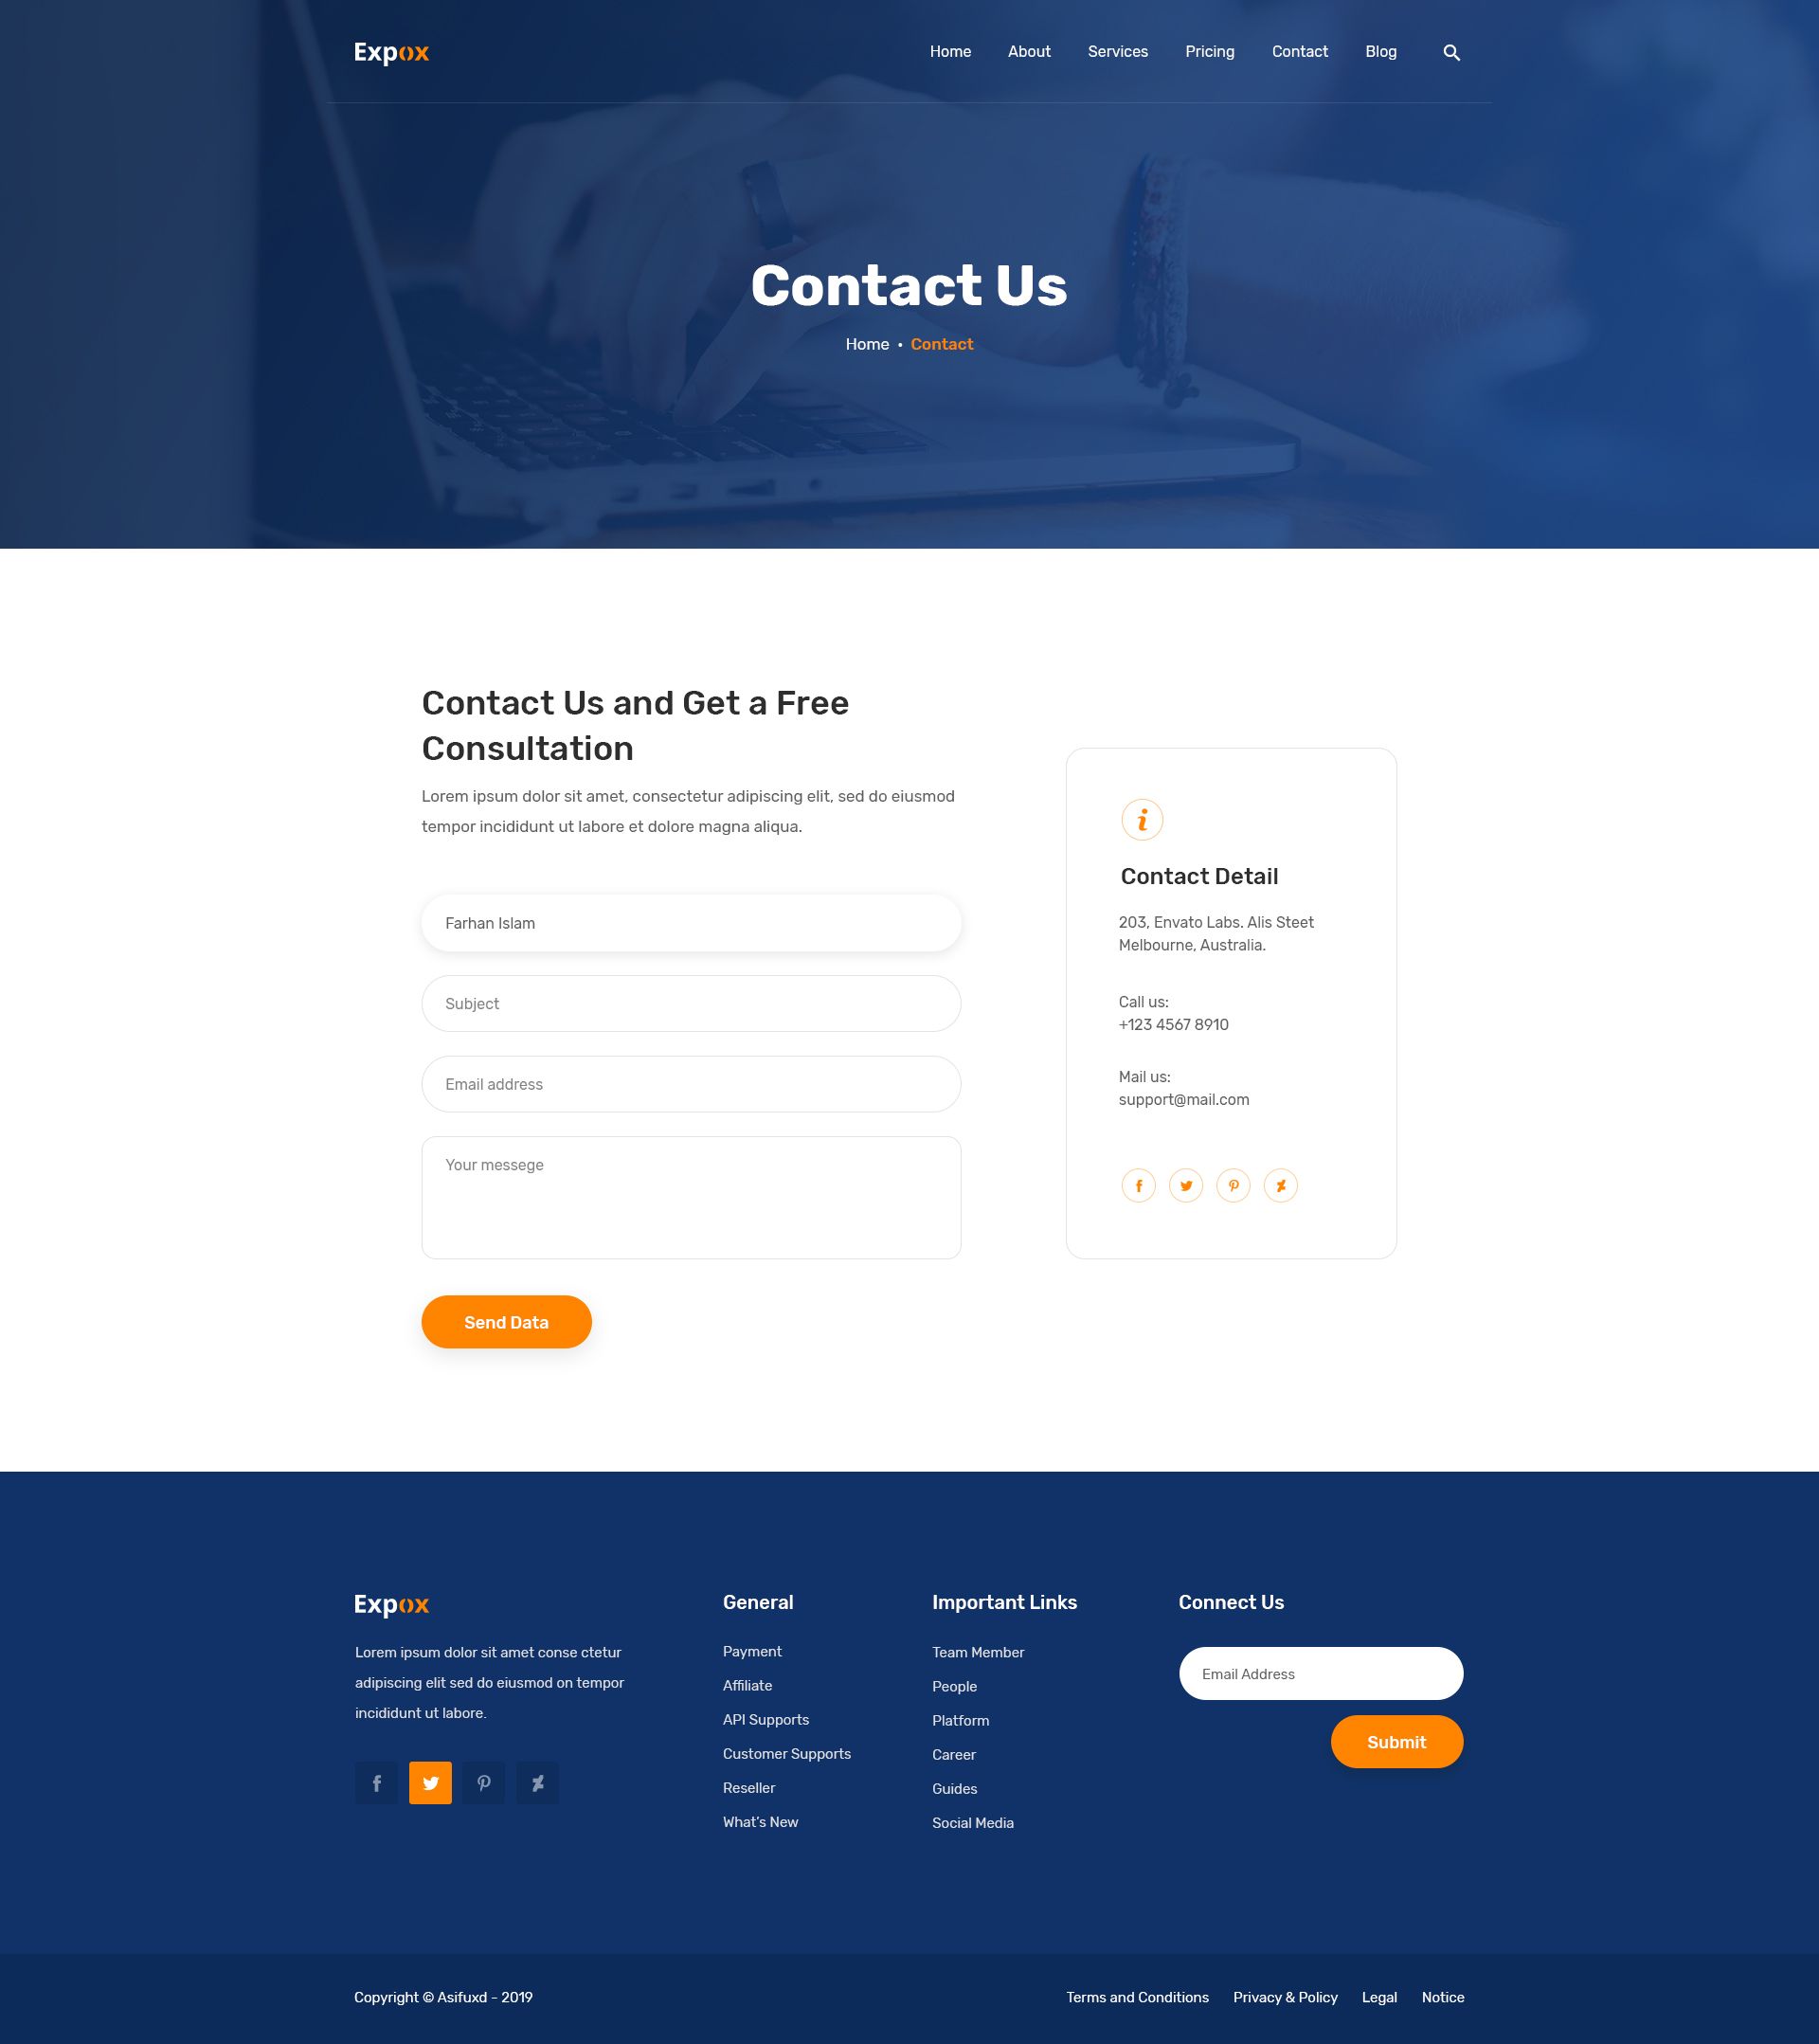 Expox
Home About Services Pricing Contact Blog
Contact Us
Home • Contact
Contact Us and Get a Free
Consultation
Lorem ipsum dolor sit amet, consectetur adipiscing elit, sed do eiusmod
tempor incididunt ut labore et dolore magna aliqua.
Farhan Islam
Subject
Email address
Your messege
Send Data
Contact Detail
203, Envato Labs. Alis Steet
Melbourne, Australia.
Call us:
+123 4567 8910
Mail us:
support@mail.com
Expox
Lorem ipsum dolor sit amet conse ctetur
adipiscing elit sed do eiusmod on tempor
incididunt ut labore.
General
Payment
Affiliate
API Supports
Customer Supports
Reseller
What's New
Important Links
Team Member
People
Platform
Career
Guides
Social Media
Connect Us
Email Address
Submit
Copyright © Asifuxd - 2019
Terms and Conditions Privacy & Policy Legal Notice